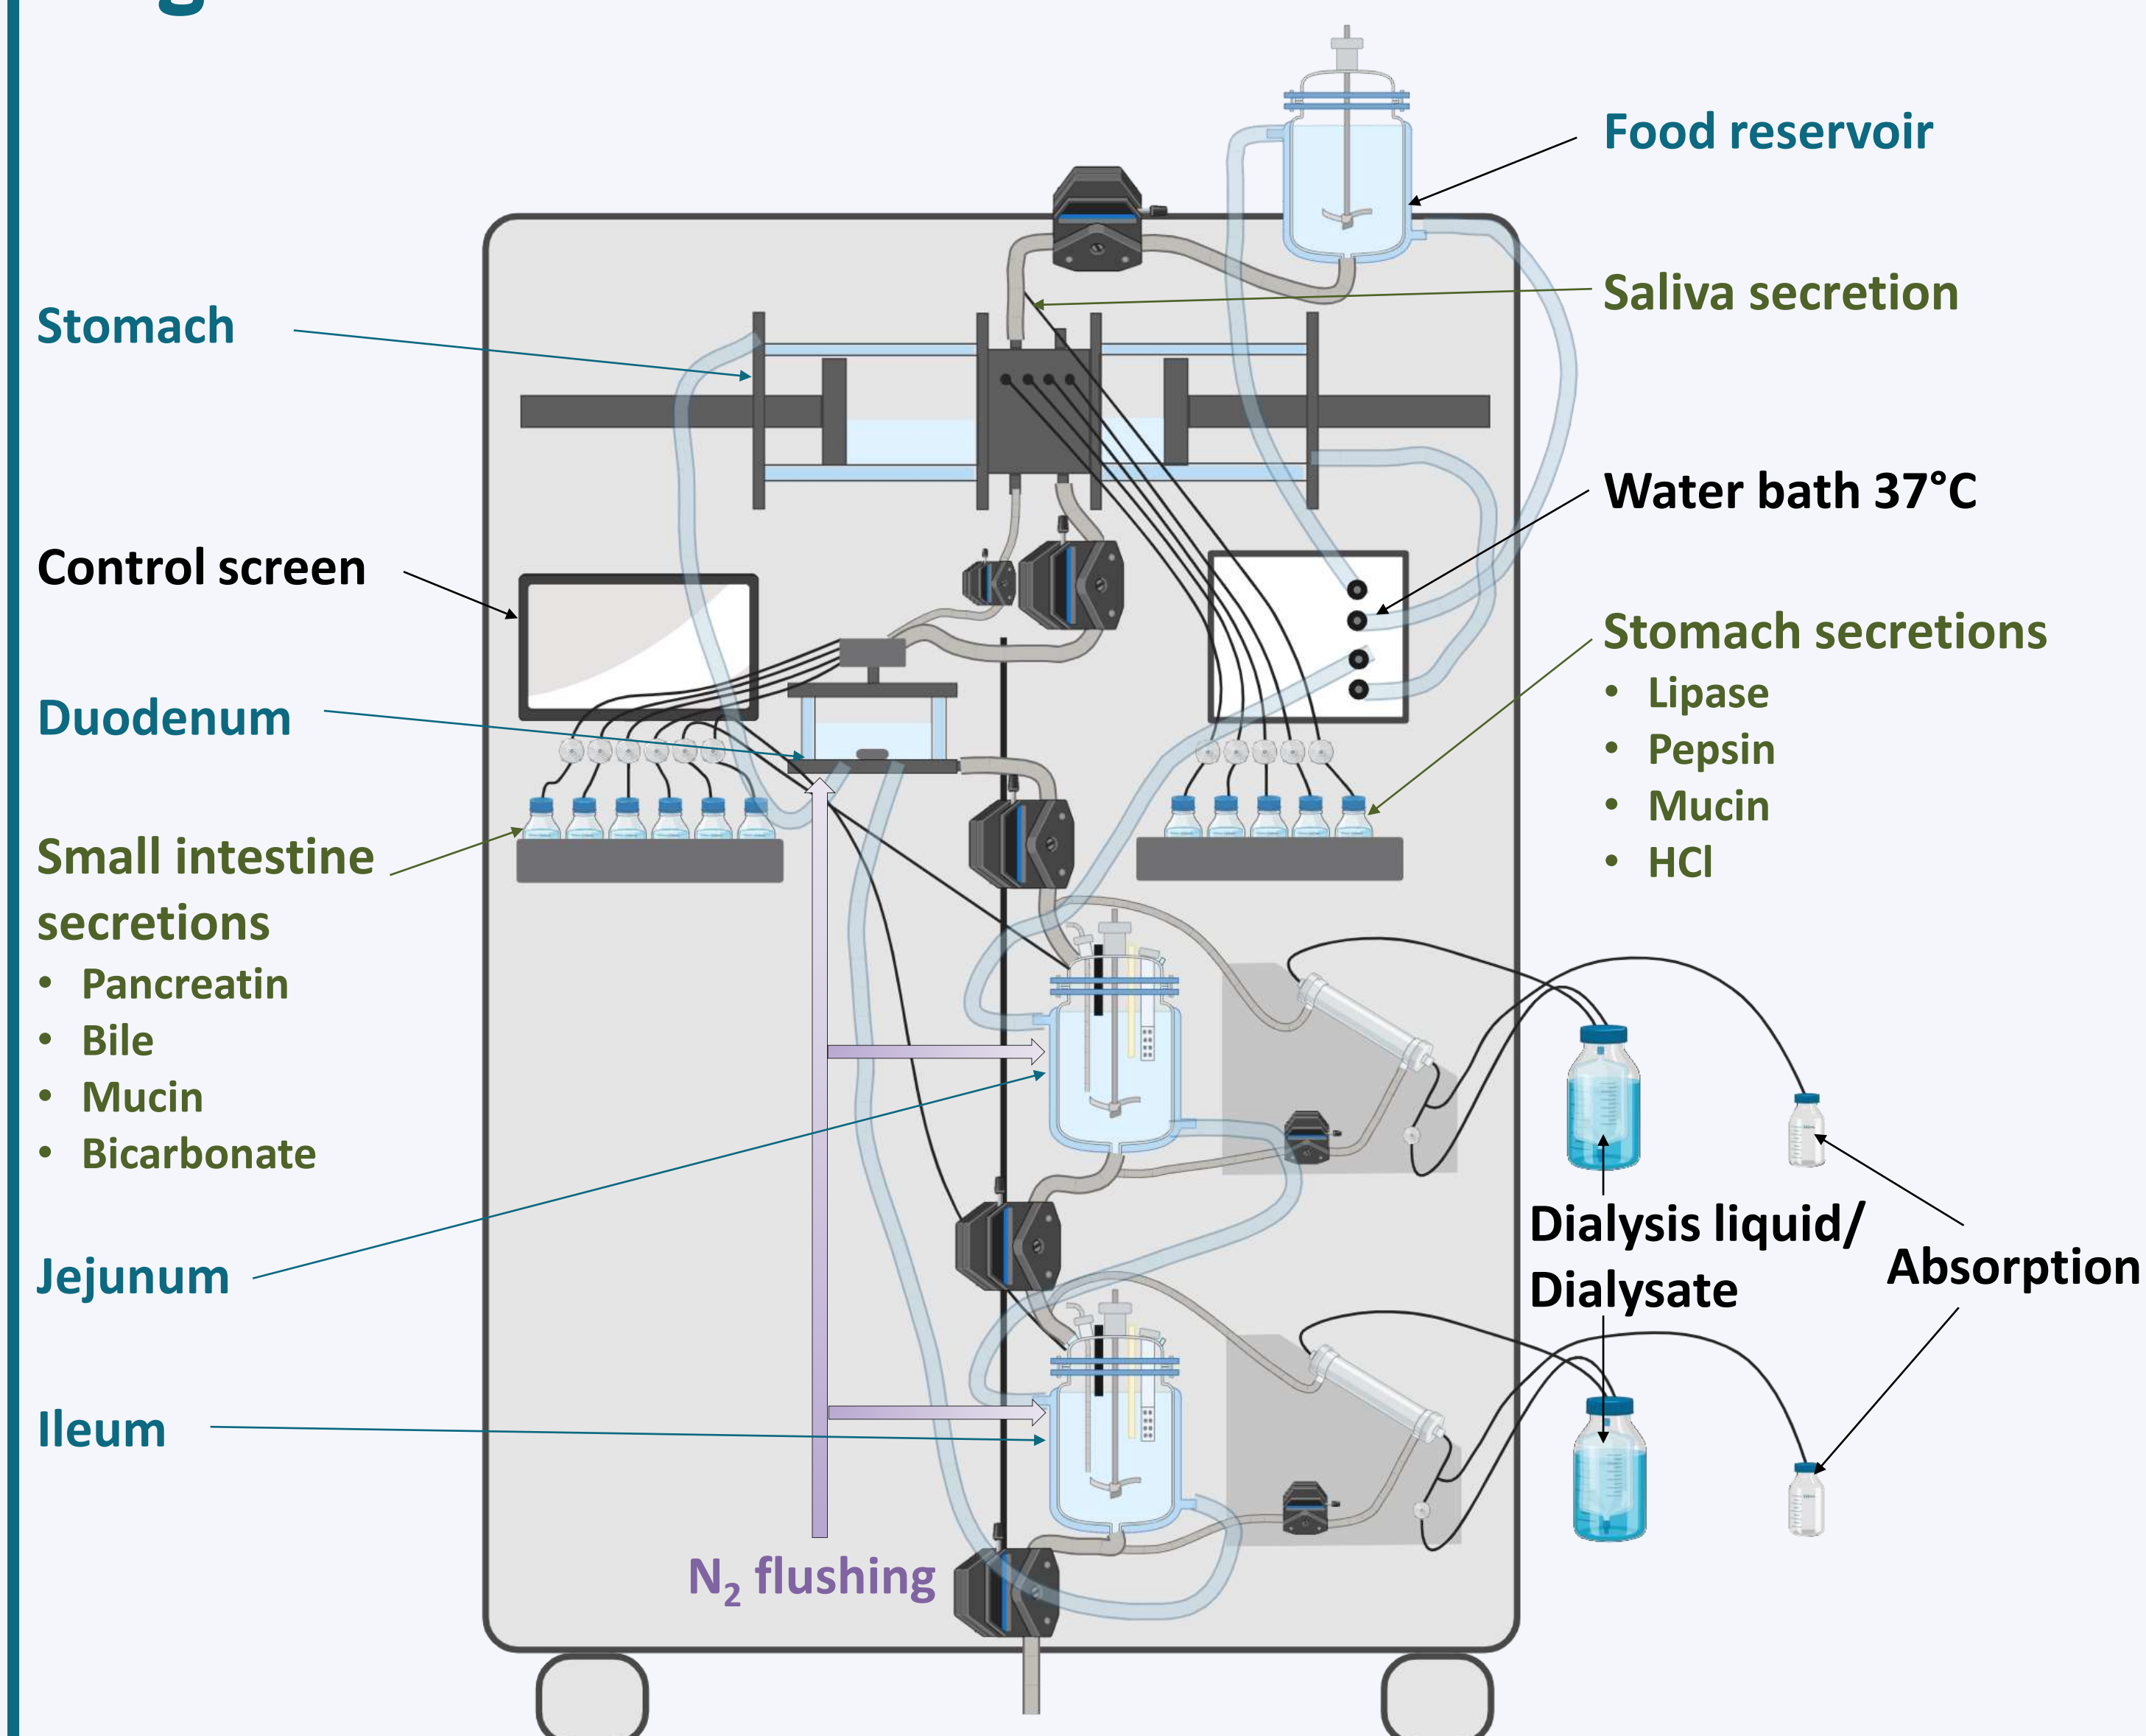 Food reservoir
Saliva secretion
Stomach
Water bath 37°C
Control screen
Stomach secretions
• Lipase
• Pepsin
• Mucin
• HCl
Duodenum
Small intestine
secretions
• Pancreatin
• Bile
• Mucin
• Bicarbonate
Jejunum
Ileum
N₂ flushing
Dialysis liquid/
Dialysate
Absorption